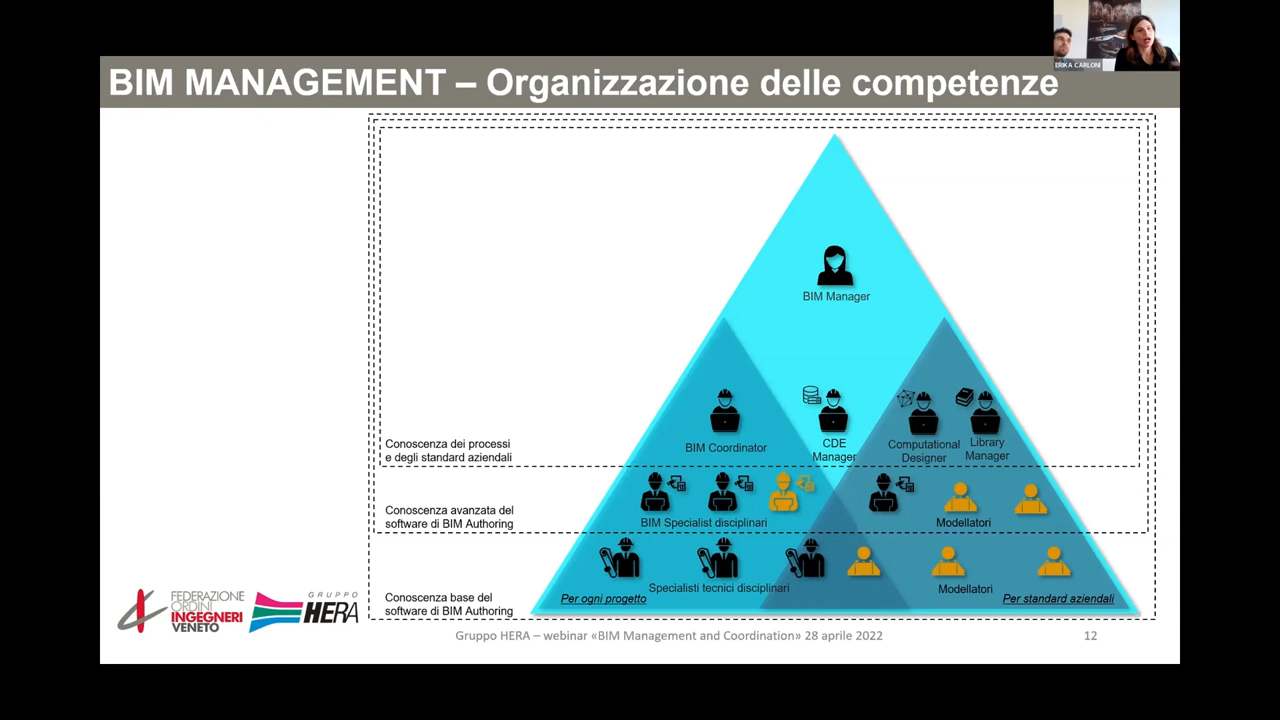 ERIKA CARLONI
BIM MANAGEMENT – Organizzazione delle competenze
BIM Manager
BIM Coordinator
CDE
Manager
Computational
Designer
Library
Manager
Conoscenza dei processi
e degli standard aziendali
BIM Specialist disciplinari
Modellatori
Conoscenza avanzata del
software di BIM Authoring
Specialisti tecnici disciplinari
Modellatori
Per ogni progetto
Per standard aziendali
Conoscenza base del
software di BIM Authoring
FEDERAZIONE
ORDINI
INGEGNERI
VENETO
GRUPPO
HERA
Gruppo HERA – webinar «BIM Management and Coordination» 28 aprile 2022
12